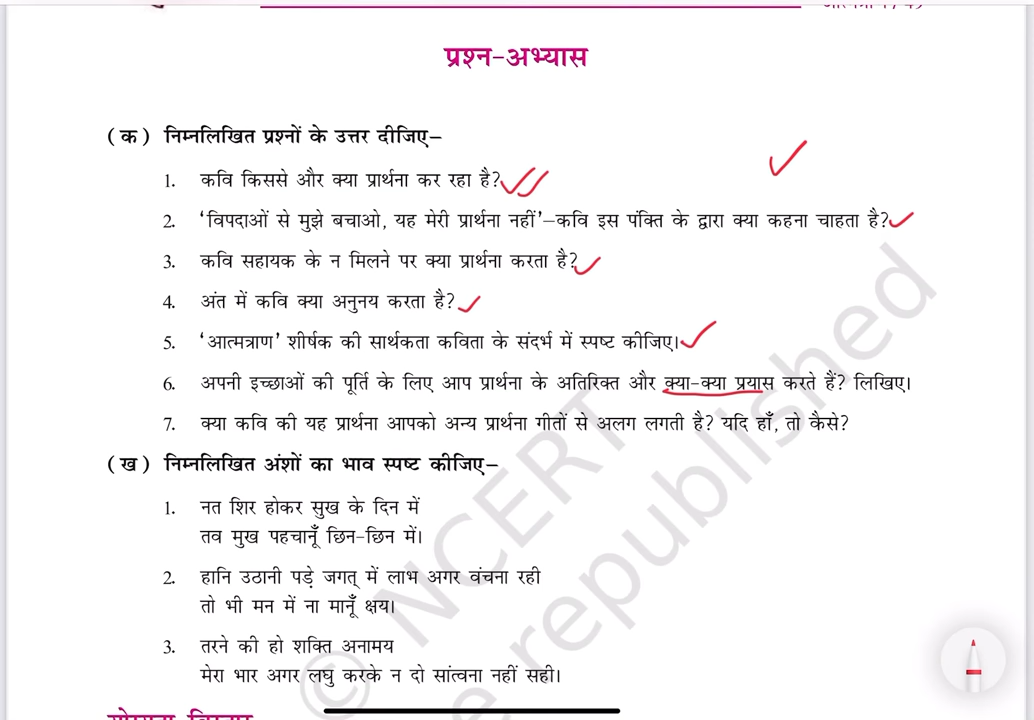 प्रश्न-अभ्यास
(क) निम्नलिखित प्रश्नों के उत्तर दीजिए–
1. कवि किससे और क्या प्रार्थना कर रहा है?
2. ‘विपदाओं से मुझे बचाओ, यह मेरी प्रार्थना नहीं’–कवि इस पंक्ति के द्वारा क्या कहना चाहता है?
3. कवि सहायक के न मिलने पर क्या प्रार्थना करता है?
4. अंत में कवि क्या अनुनय करता है?
5. ‘आत्मत्राण’ शीर्षक की सार्थकता कविता के संदर्भ में स्पष्ट कीजिए।
6. अपनी इच्छाओं की पूर्ति के लिए आप प्रार्थना के अतिरिक्त और क्या-क्या प्रयास करते हैं? लिखिए।
7. क्या कवि की यह प्रार्थना आपको अन्य प्रार्थना गीतों से अलग लगती है? यदि हाँ, तो कैसे?
(ख) निम्नलिखित अंशों का भाव स्पष्ट कीजिए–
1. नत शिर होकर सुख के दिन में
तव मुख पहचानूँ छिन-छिन में।
2. हानि उठानी पड़े जगत् में लाभ अगर वंचना रही
तो भी मन में ना मानूँ क्षय।
3. तरने की हो शक्ति अनामय
मेरा भार अगर लघु करके न दो सांत्वना नहीं सही।
© NCERT
e republished